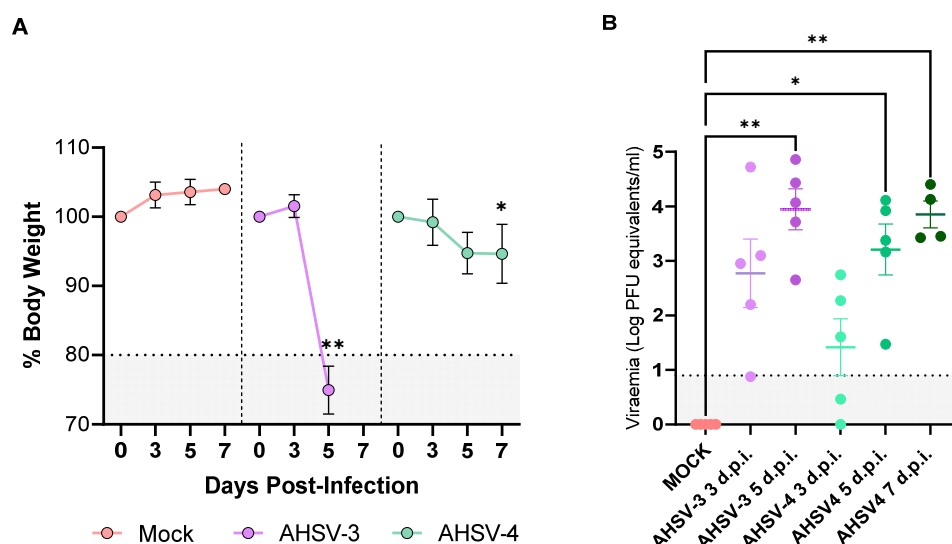 A
110
100
90
80
70
% Body Weight
**
*
0 3 5 7 0 3 5 7 0 3 5 7
Days Post-Infection
Mock AHSV-3 AHSV-4
B
**
*
**
5
4
3
2
1
0
Viraemia (Log PFU equivalents/ml)
MOCK
AHSV-3 3 d.p.i.
AHSV-3 5 d.p.i.
AHSV-4 3 d.p.i.
AHSV4 5 d.p.i.
AHSV4 7 d.p.i.